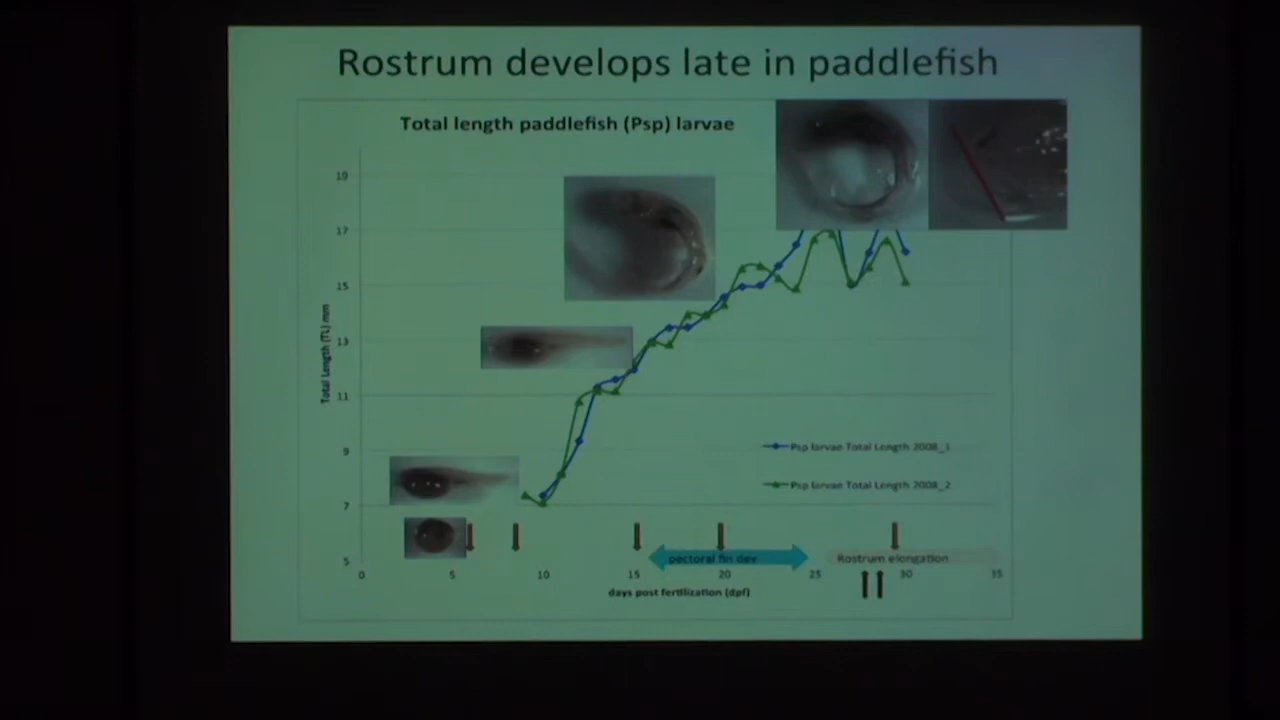 Rostrum develops late in paddlefish
Total length paddlefish (Psp) larvae
19
17
15
13
11
9
7
5
Total Length (TL) mm
Psp larvae Total Length 2008_1
Psp larvae Total Length 2008_2
pectoral fin dev
Rostrum elongation
0 5 10 15 20 25 30 35
days post fertilization (dpf)